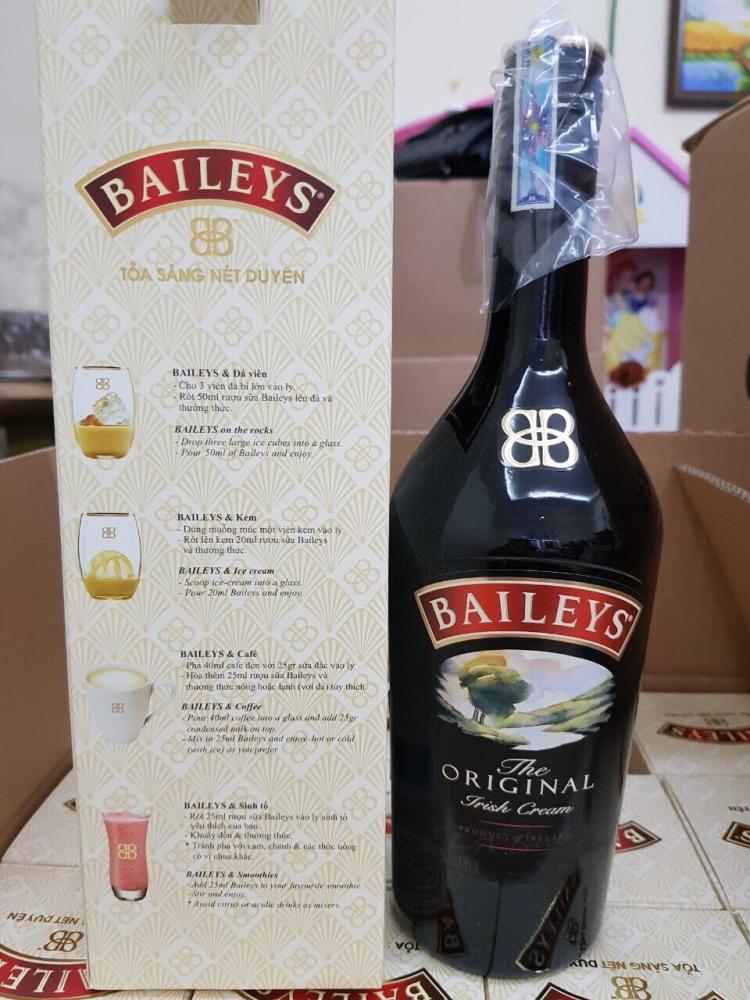 BAILEYS®
TỎA SÁNG NÉT DUYÊN
BAILEYS & Đá viên
- Cho 3 viên đá bi lớn vào ly.
- Rót 50ml rượu sữa Baileys lên đá và
thưởng thức.
BAILEYS on the rocks
- Drop three large ice cubes into a glass.
- Pour 50ml of Baileys and enjoy.
BAILEYS & Kem
- Dùng muỗng múc một viên kem vào ly
- Rót lên kem 20ml rượu sữa Baileys
và thưởng thức.
BAILEYS & Ice cream
- Scoop ice-cream into a glass.
- Pour 20ml Baileys and enjoy.
BAILEYS & Café
- Pha 40ml cafe đen với 25gr sữa đặc vào ly
- Hòa thêm 25ml rượu sữa Baileys và
thưởng thức nóng hoặc lạnh (với đá) tùy thích.
BAILEYS & Coffee
- Pour 40ml coffee into a glass and add 25gr
condensed milk on top.
- Mix in 25ml Baileys and enjoy hot or cold
(with ice) as you prefer
BAILEYS & Sinh tố
- Rót 25ml rượu sữa Baileys vào ly sinh tố
yêu thích của bạn.
- Khuấy đều & thưởng thức.
* Tránh pha với cam, chanh & các thức uống
có vị chua khác.
BAILEYS & Smoothies
- Add 25ml Baileys to your favourite smoothie
- Stir and enjoy.
* Avoid citrus or acidic drinks as mixers.
BAILEYS®
The
ORIGINAL
Irish Cream
PRODUCT of IRELAND
BAILEYS
BAILEYS
TỎA SÁNG NÉT DUYÊN